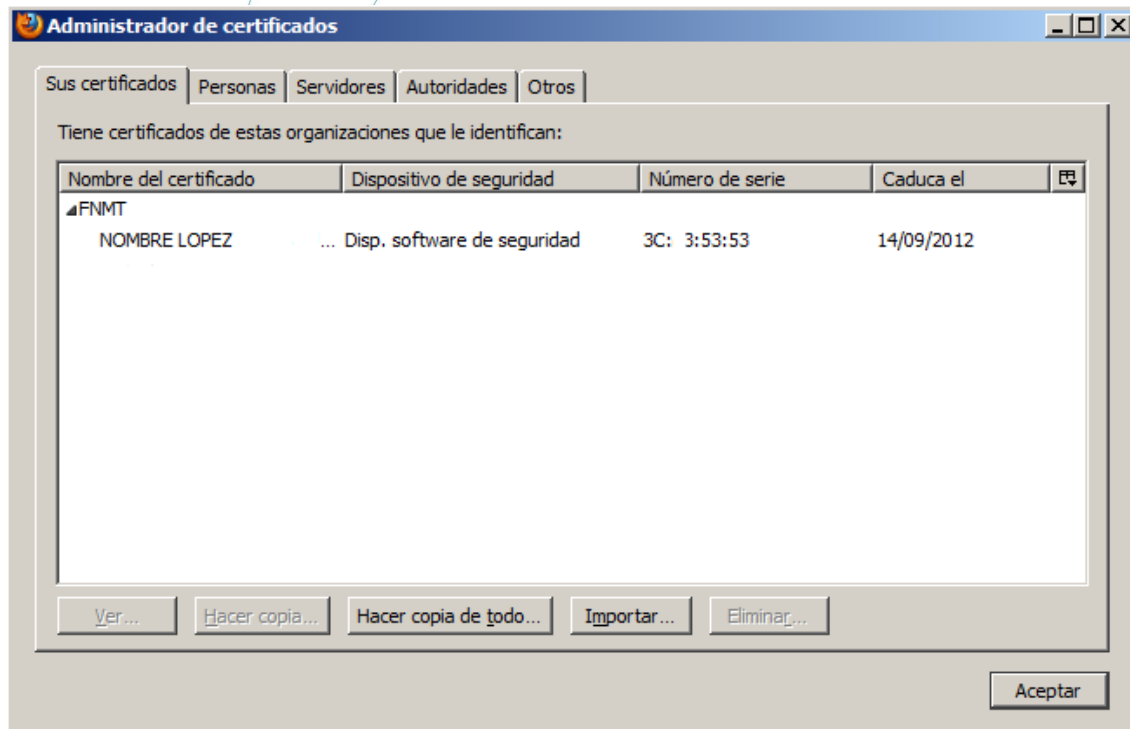 Administrador de certificados
Sus certificados Personas Servidores Autoridades Otros
Tiene certificados de estas organizaciones que le identifican:
Nombre del certificado Dispositivo de seguridad Número de serie Caduca el
FNMT
NOMBRE LOPEZ ... Disp. software de seguridad 3C: 3:53:53 14/09/2012
Ver... Hacer copia... Hacer copia de todo... Importar... Eliminar...
Aceptar